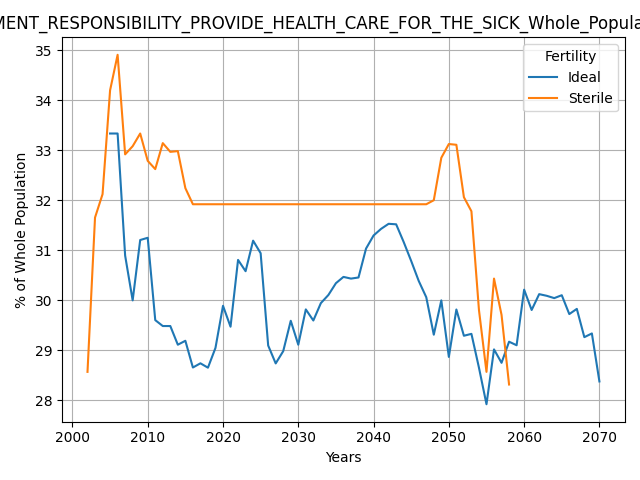 MENT_RESPONSIBILITY_PROVIDE_HEALTH_CARE_FOR_THE_SICK_Whole_Popula
Fertility
Ideal
Sterile
% of Whole Population
35
34
33
32
31
30
29
28
2000 2010 2020 2030 2040 2050 2060 2070
Years